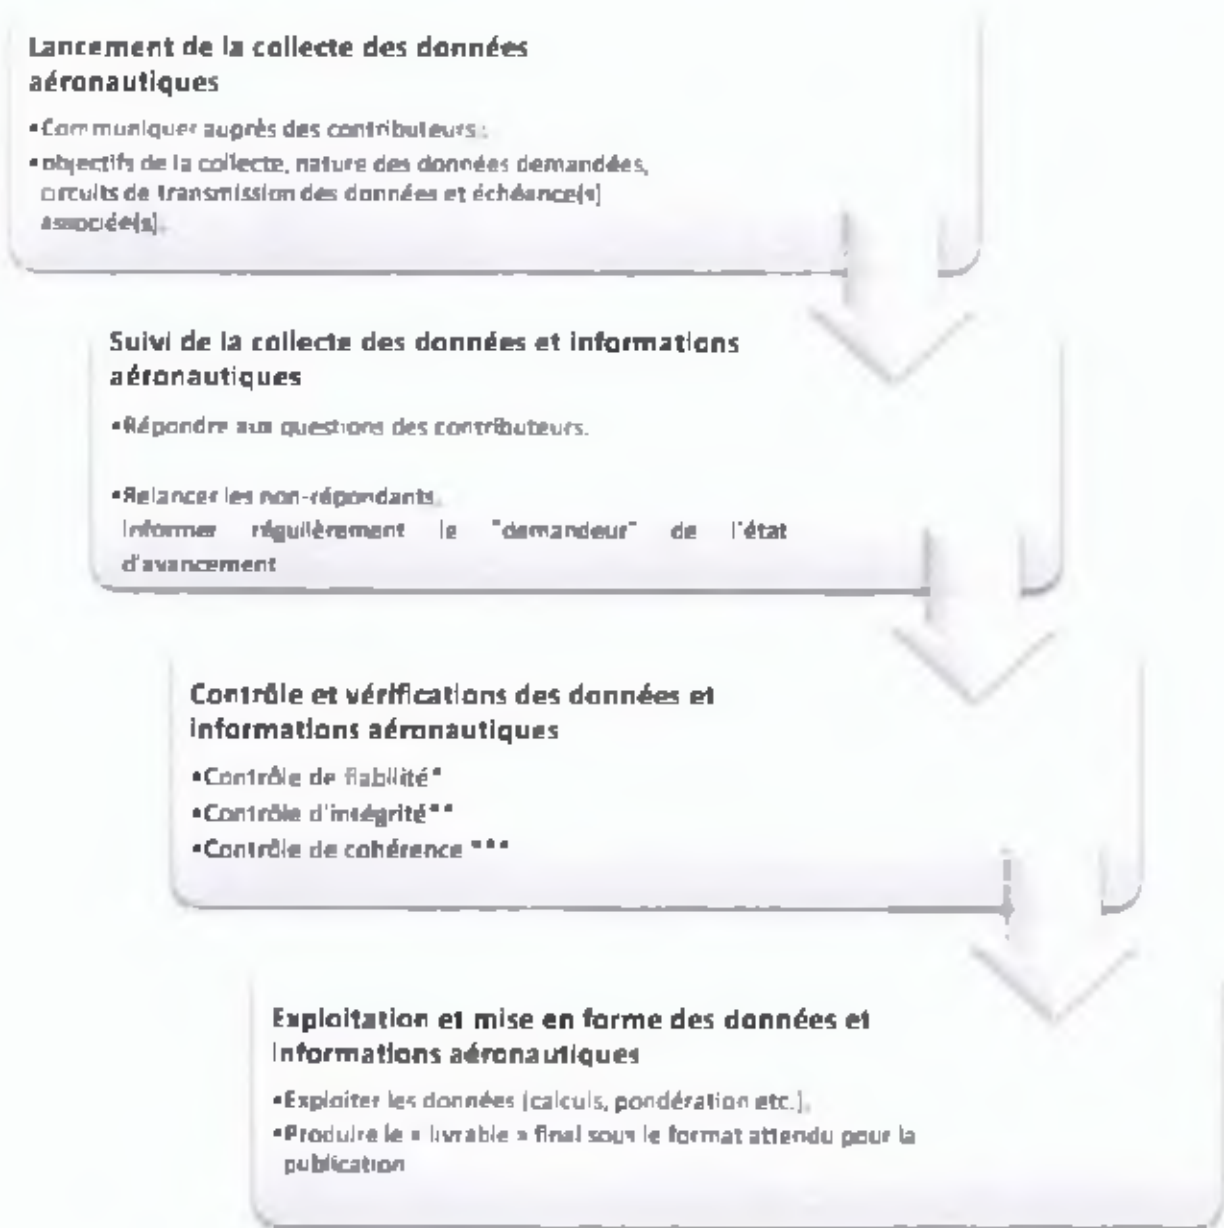 Lancement de la collecte des données
aéronautiques
•Communiquer auprès des contributeurs :
•objectifs de la collecte, nature des données demandées,
circuits de transmission des données et échéance(s)
associée(s).
Suivi de la collecte des données et informations
aéronautiques
•Répondre aux questions des contributeurs.
•Relancer les non-répondants.
Informer régulièrement le "demandeur" de l'état
d'avancement
Contrôle et vérifications des données et
informations aéronautiques
•Contrôle de fiabilité*
•Contrôle d'intégrité**
•Contrôle de cohérence ***
Exploitation et mise en forme des données et
informations aéronautiques
•Exploiter les données (calculs, pondération etc.).
•Produire le « livrable » final sous le format attendu pour la
publication